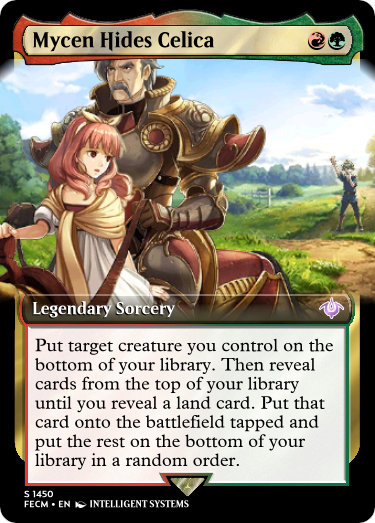 Mycen Hides Celica
Legendary Sorcery
Put target creature you control on the
bottom of your library. Then reveal
cards from the top of your library
until you reveal a land card. Put that
card onto the battlefield tapped and
put the rest on the bottom of your
library in a random order.
S 1450
FECM • EN INTELLIGENT SYSTEMS